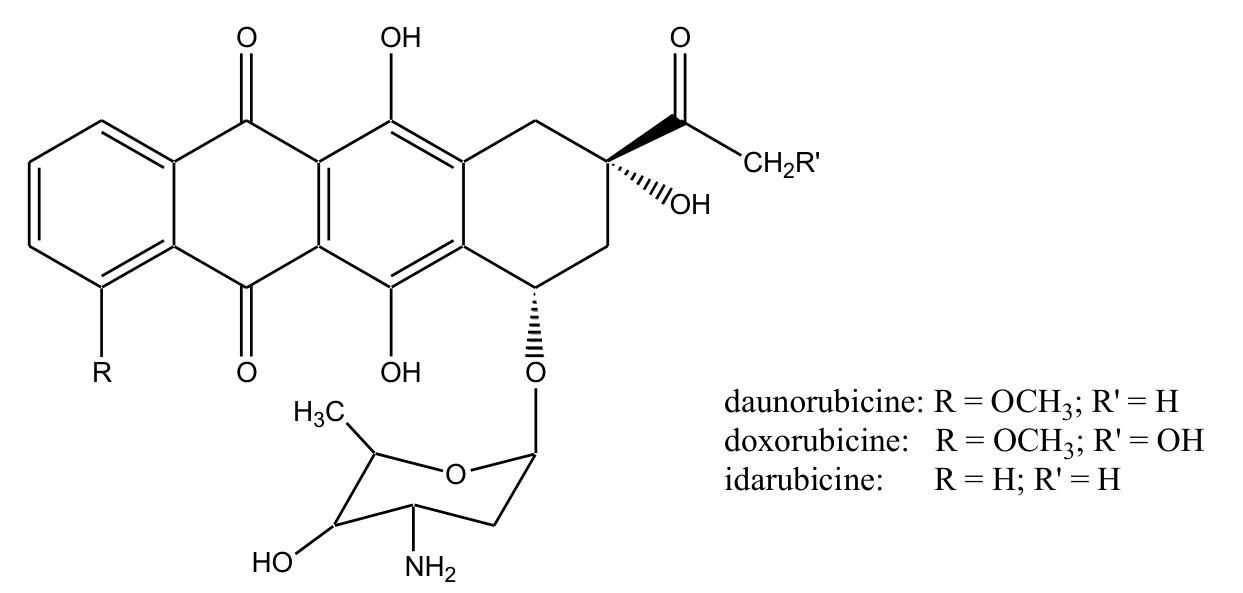 O OH O
CH₂R'
OH
R O OH O
H₃C
O
HO NH₂
daunorubicine: R = OCH₃; R' = H
doxorubicine: R = OCH₃; R' = OH
idarubicine: R = H; R' = H